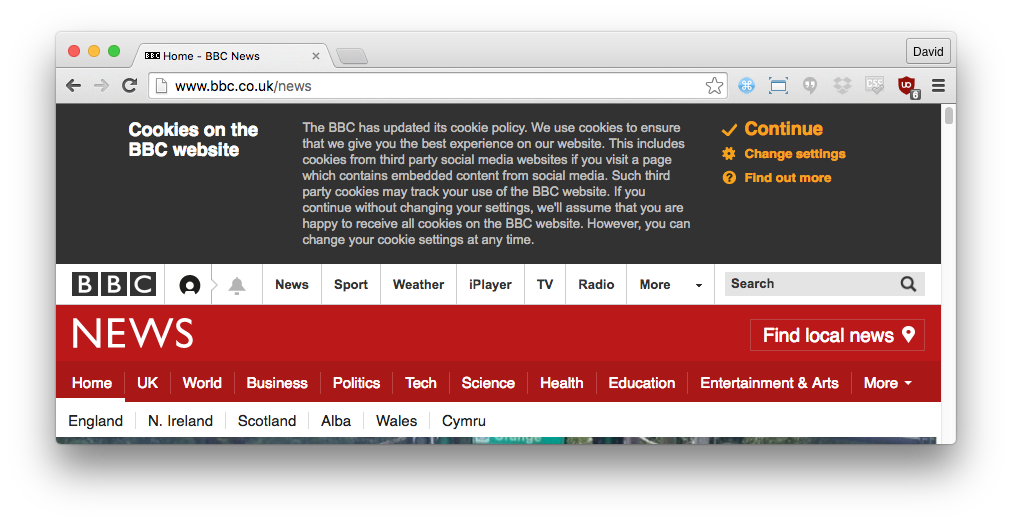 BBC Home - BBC News
David
www.bbc.co.uk/news
CSS
UD
6
Cookies on the
BBC website
The BBC has updated its cookie policy. We use cookies to ensure
that we give you the best experience on our website. This includes
cookies from third party social media websites if you visit a page
which contains embedded content from social media. Such third
party cookies may track your use of the BBC website. If you
continue without changing your settings, we'll assume that you are
happy to receive all cookies on the BBC website. However, you can
change your cookie settings at any time.
Continue
Change settings
Find out more
BBC News Sport Weather iPlayer TV Radio More Search
NEWS Find local news
Home UK World Business Politics Tech Science Health Education Entertainment & Arts More
England N. Ireland Scotland Alba Wales Cymru
Orange